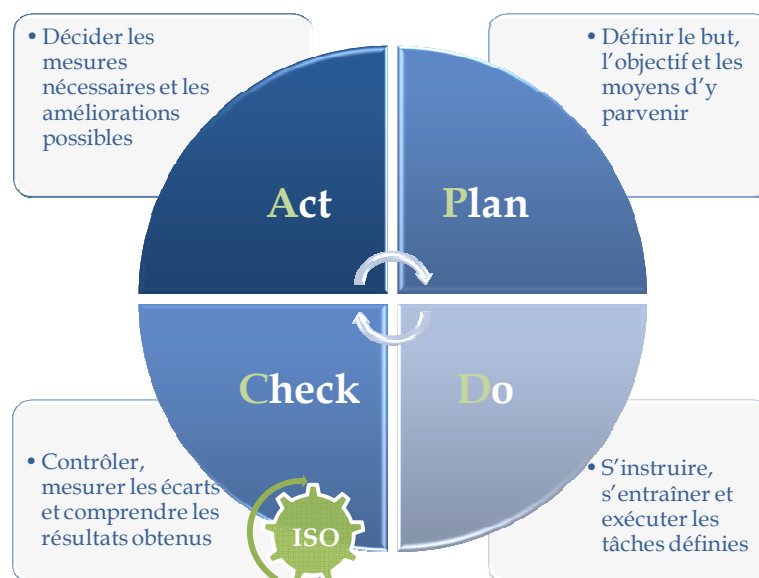 • Décider les
mesures
nécessaires et les
améliorations
possibles
• Définir le but,
l’objectif et les
moyens d’y
parvenir
Act
Plan
Check
Do
• Contrôler,
mesurer les écarts
et comprendre les
résultats obtenus
ISO
• S’instruire,
s’entraîner et
exécuter les
tâches définies